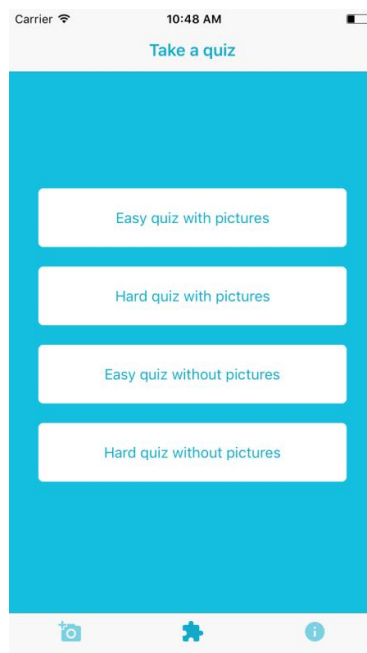 Carrier 10:48 AM
Take a quiz
Easy quiz with pictures
Hard quiz with pictures
Easy quiz without pictures
Hard quiz without pictures